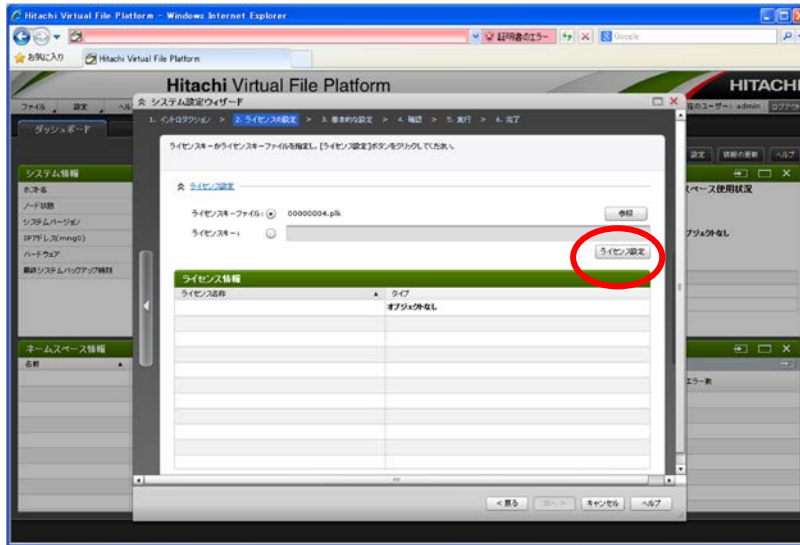 Hitachi Virtual File Platform - Windows Internet Explorer
証明書のエラー
Google
お気に入り
Hitachi Virtual File Platform
Hitachi Virtual File Platform
HITACHI
ファイル 設定
システム設定ウィザード
ユーザー: admin
ダッシュボード
1. イントロダクション > 2. ライセンスの設定 > 3. 基本的な設定 > 4. 確認 > 5. 実行 > 6. 完了
ライセンスキーかライセンスキーファイルを指定し、[ライセンス設定]ボタンをクリックしてください。
設定 情報の更新 ヘルプ
システム情報
ホスト名
ノード状態
システムバージョン
IPアドレス(mng0)
ハードウェア
最終システムバックアップ時刻
ライセンス設定
ライセンスキーファイル: 00000004.plk
参照
ライセンスキー:
ライセンス設定
ペース使用状況
ブジェクトなし
ライセンス情報
ライセンス名称 タイプ
オブジェクトなし
ネームスペース情報
名前
エラー数
< 戻る 次へ > キャンセル ヘルプ